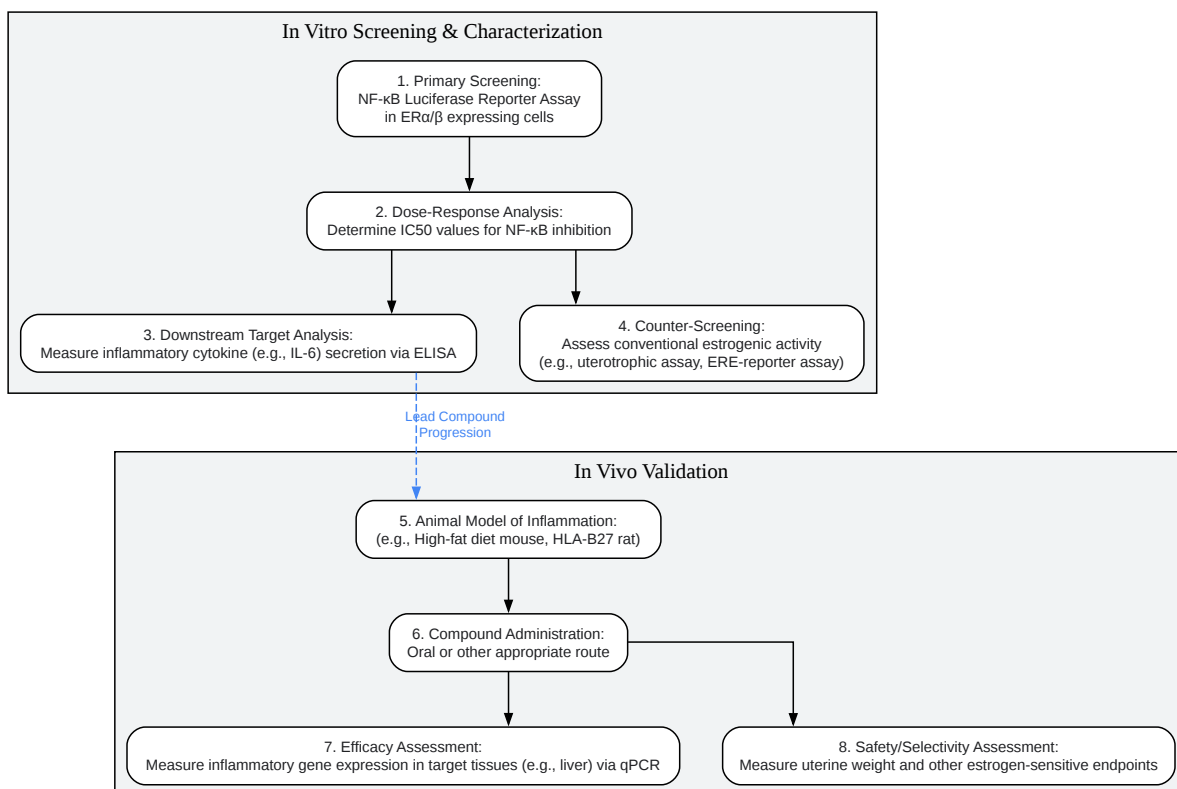 In Vitro Screening & Characterization
1. Primary Screening:
NF-κB Luciferase Reporter Assay
in ERα/β expressing cells
2. Dose-Response Analysis:
Determine IC50 values for NF-κB inhibition
3. Downstream Target Analysis:
Measure inflammatory cytokine (e.g., IL-6) secretion via ELISA
4. Counter-Screening:
Assess conventional estrogenic activity
(e.g., uterotrophic assay, ERE-reporter assay)
Lead Compound
Progression
In Vivo Validation
5. Animal Model of Inflammation:
(e.g., High-fat diet mouse, HLA-B27 rat)
6. Compound Administration:
Oral or other appropriate route
7. Efficacy Assessment:
Measure inflammatory gene expression in target tissues (e.g., liver) via qPCR
8. Safety/Selectivity Assessment:
Measure uterine weight and other estrogen-sensitive endpoints